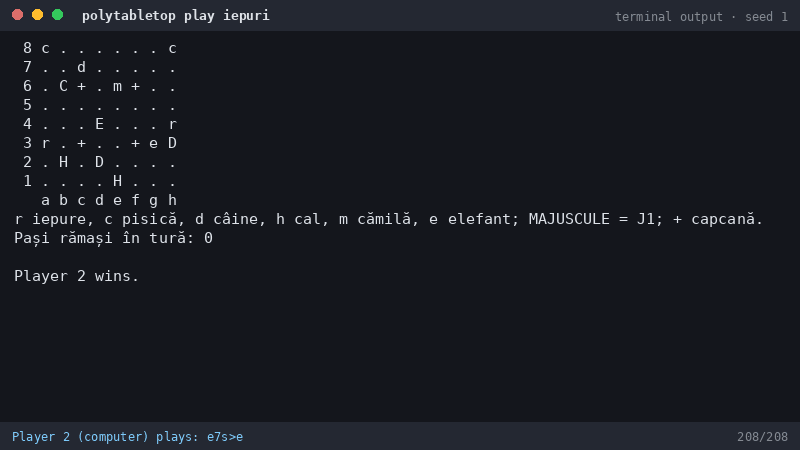 polytabletop play iepuri
terminal output · seed 1
8 c . . . . . . c
7 . . d . . . . .
6 . C + . m + . .
5 . . . . . . . .
4 . . . E . . . r
3 r . + . . + e D
2 . H . D . . . .
1 . . . . H . . .
a b c d e f g h
r iepure, c pisică, d câine, h cal, m cămilă, e elefant; MAJUSCULE = J1; + capcană.
Pași rămași în tură: 0
Player 2 wins.
Player 2 (computer) plays: e7s>e
208/208